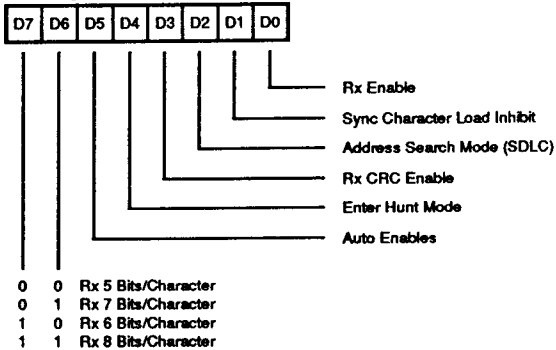 D7 D6 D5 D4 D3 D2 D1 D0
Rx Enable
Sync Character Load Inhibit
Address Search Mode (SDLC)
Rx CRC Enable
Enter Hunt Mode
Auto Enables
0 0 Rx 5 Bits/Character
0 1 Rx 7 Bits/Character
1 0 Rx 6 Bits/Character
1 1 Rx 8 Bits/Character